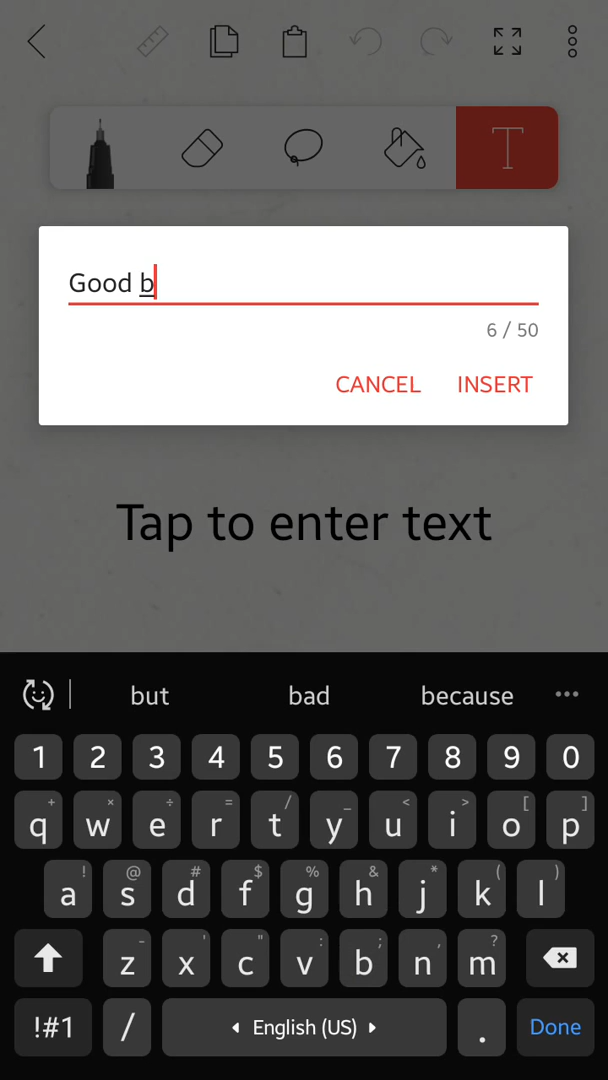 T
Good b
6 / 50
CANCEL INSERT
Tap to enter text
but bad because •••
1 2 3 4 5 6 7 8 9 0
+ × ÷ = / _ < > [ ]
q w e r t y u i o p
! @ # $ % & * ( )
a s d f g h j k l
- ' " : ; , ?
z x c v b n m
!#1 / English (US) . Done